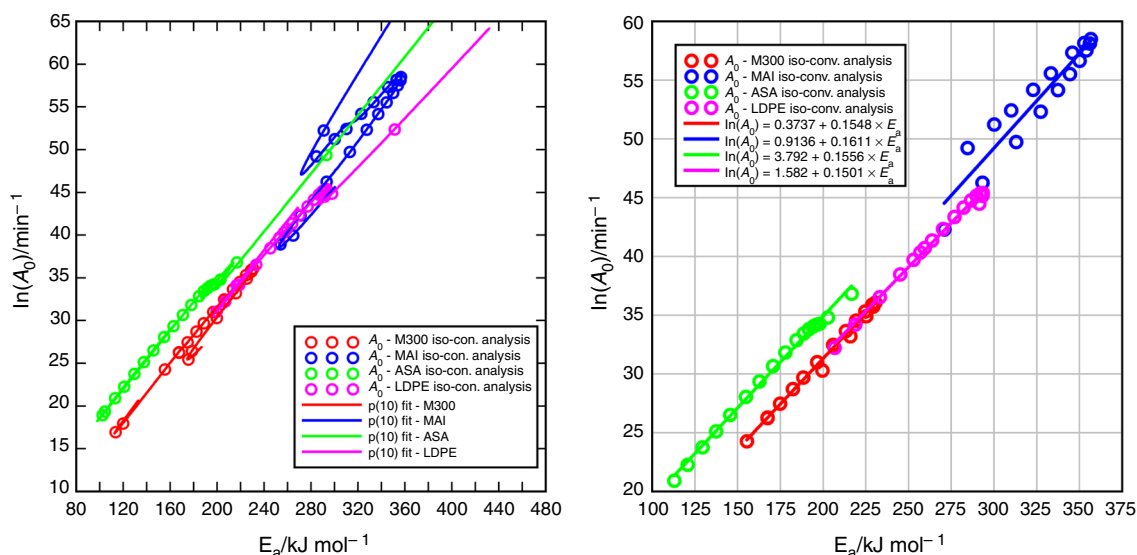 65
60
55
50
45
40
35
30
25
20
15
10
80 120 160 200 240 280 320 360 400 440 480
ln(A0)/min– 1
Ea/kJ mol– 1
A0 - M300 iso-con. analysis
A0 - MAI iso-con. analysis
A0 - ASA iso-con. analysis
A0 - LDPE iso-con. analysis
p(10) fit - M300
p(10) fit - MAI
p(10) fit - ASA
p(10) fit - LDPE
60
55
50
45
40
35
30
25
20
100 125 150 175 200 225 250 275 300 325 350 375
ln(A0)/min– 1
Ea/kJ mol– 1
A0 - M300 iso-conv. analysis
A0 - MAI iso-conv. analysis
A0 - ASA iso-conv. analysis
A0 - LDPE iso-conv. analysis
ln(A0) = 0.3737 + 0.1548 × Ea
ln(A0) = 0.9136 + 0.1611 × Ea
ln(A0) = 3.792 + 0.1556 × Ea
ln(A0) = 1.582 + 0.1501 × Ea